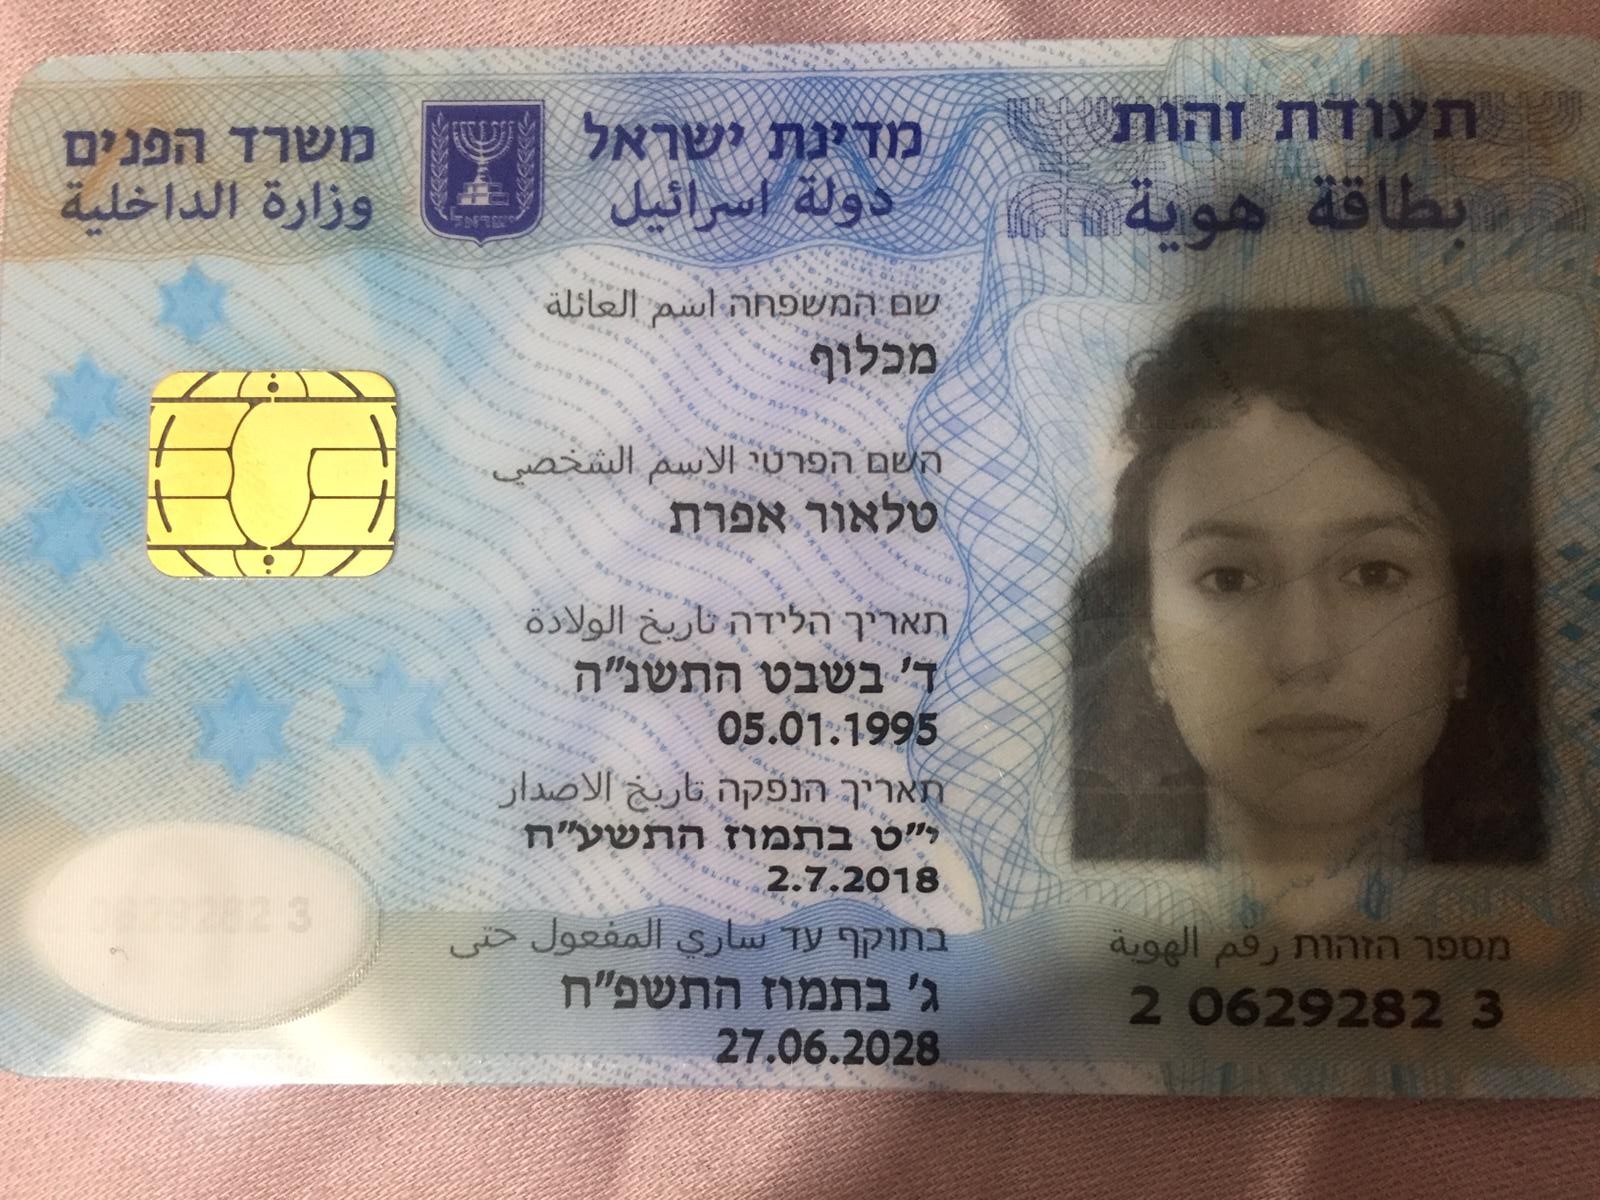 תעודת זהות
بطاقة هوية
מדינת ישראל
دولة اسرائيل
משרד הפנים
وزارة الداخلية
שם המשפחה اسم العائلة
מכלוף
השם הפרטי الاسم الشخصي
טלאור אפרת
תאריך הלידה تاريخ الولادة
ד' בשבט התשנ"ה
05.01.1995
תאריך הנפקה تاريخ الاصدار
י"ט בתמוז התשע"ח
2.7.2018
בתוקף עד ساري المفعول حتى
ג' בתמוז התשפ"ח
27.06.2028
מספר הזהות رقم الهوية
2 0629282 3